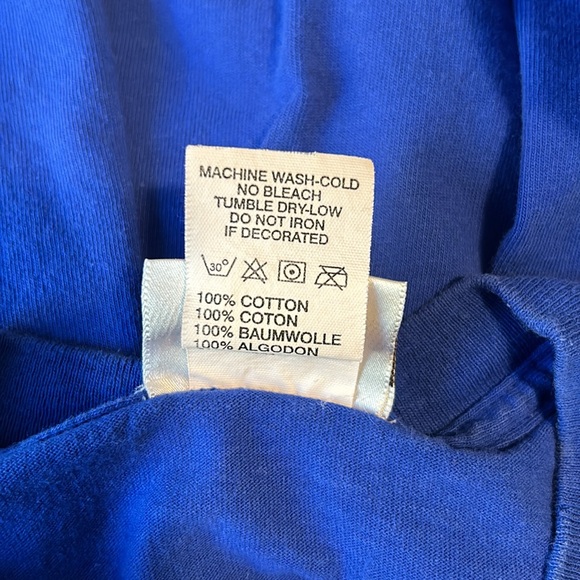 MACHINE WASH-COLD
NO BLEACH
TUMBLE DRY-LOW
DO NOT IRON
IF DECORATED
30°
100% COTTON
100% COTON
100% BAUMWOLLE
100% ALGODON